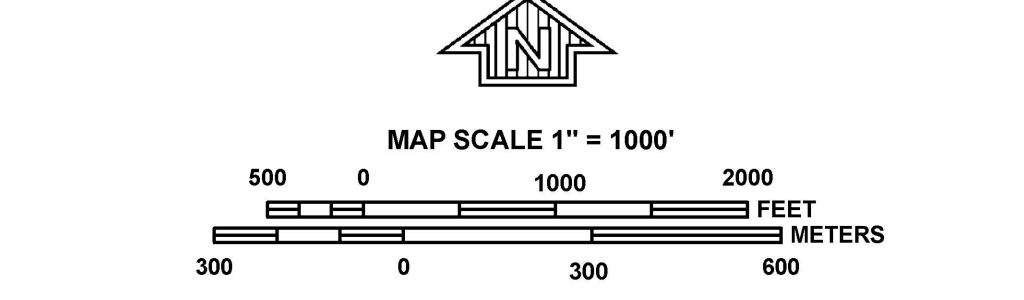 N
MAP SCALE 1" = 1000'
500 0 1000 2000
FEET
METERS
300 0 300 600